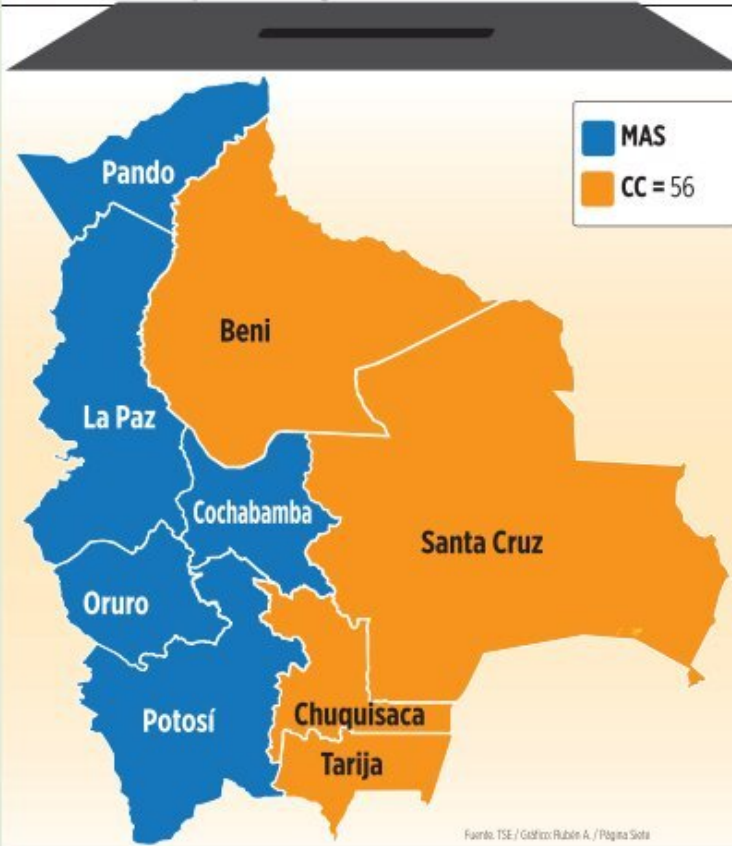 MAS
CC = 56
Pando
Beni
La Paz
Cochabamba
Santa Cruz
Oruro
Potosí
Chuquisaca
Tarija
Fuente. TSE / Gráfico: Rubén A. / Página Siete